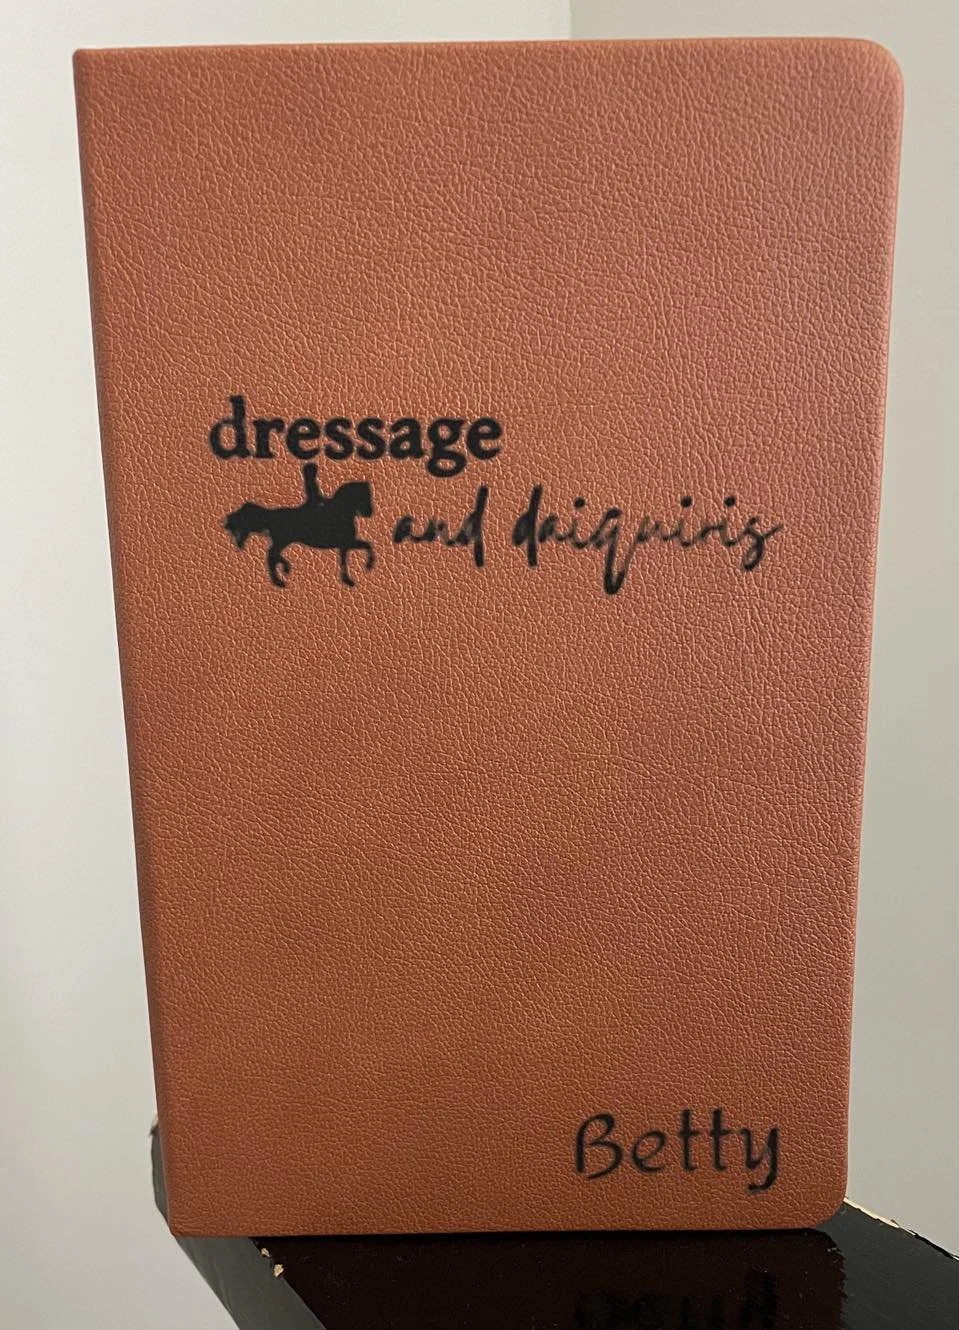 dressage
and daiquiris
Betty